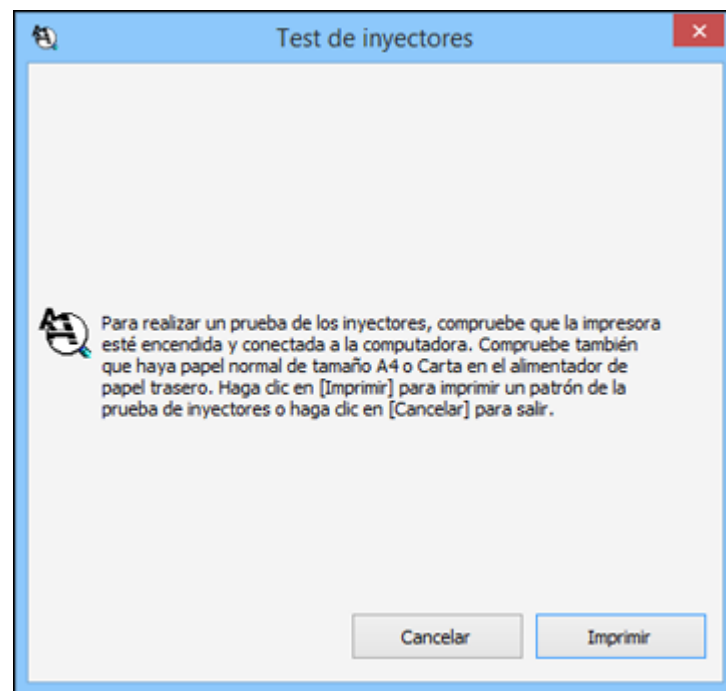 Test de inyectores
Para realizar un prueba de los inyectores, compruebe que la impresora
esté encendida y conectada a la computadora. Compruebe también
que haya papel normal de tamaño A4 o Carta en el alimentador de
papel trasero. Haga clic en [Imprimir] para imprimir un patrón de la
prueba de inyectores o haga clic en [Cancelar] para salir.
Cancelar
Imprimir